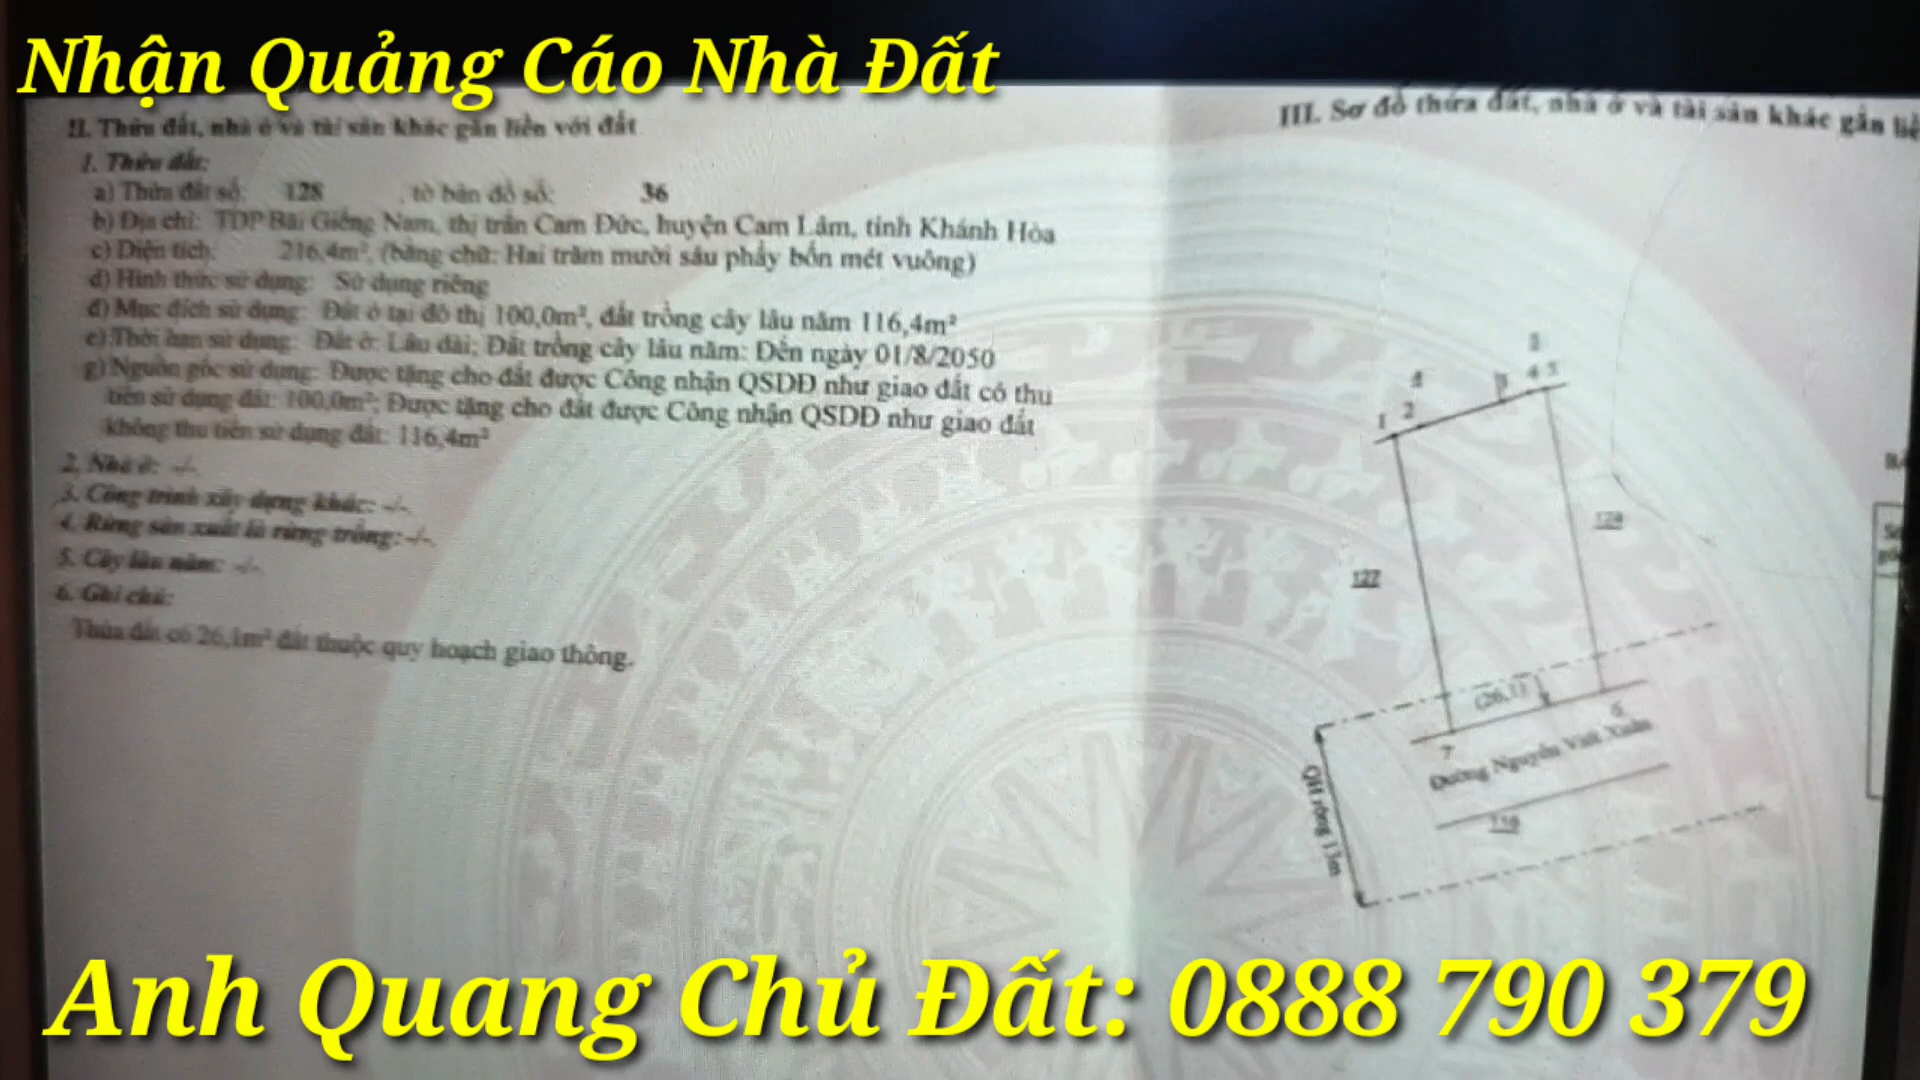 Nhận Quảng Cáo Nhà Đất
II. Thửa đất, nhà ở và tài sản khác gắn liền với đất
1. Thửa đất:
a) Thửa đất số: 128 , tờ bản đồ số: 36
b) Địa chỉ: TDP Bãi Giếng Nam, thị trấn Cam Đức, huyện Cam Lâm, tỉnh Khánh Hòa
c) Diện tích: 216,4m², (bằng chữ: Hai trăm mười sáu phẩy bốn mét vuông)
d) Hình thức sử dụng: Sử dụng riêng
đ) Mục đích sử dụng: Đất ở tại đô thị 100,0m², đất trồng cây lâu năm 116,4m²
e) Thời hạn sử dụng: Đất ở: Lâu dài; Đất trồng cây lâu năm: Đến ngày 01/8/2050
g) Nguồn gốc sử dụng: Được tặng cho đất được Công nhận QSDĐ như giao đất có thu
tiền sử dụng đất: 100,0m²; Được tặng cho đất được Công nhận QSDĐ như giao đất
không thu tiền sử dụng đất: 116,4m²
2. Nhà ở: -/-.
3. Công trình xây dựng khác: -/-.
4. Rừng sản xuất là rừng trồng: -/-.
5. Cây lâu năm: -/-.
6. Ghi chú:
Thửa đất có 26,1m² đất thuộc quy hoạch giao thông.
III. Sơ đồ thửa đất, nhà ở và tài sản khác gắn
1 2 3 4 5
127
(26,1)
7 6
Đường Nguyễn Viết Xuân
QH rộng 13m
Anh Quang Chủ Đất: 0888 790 379